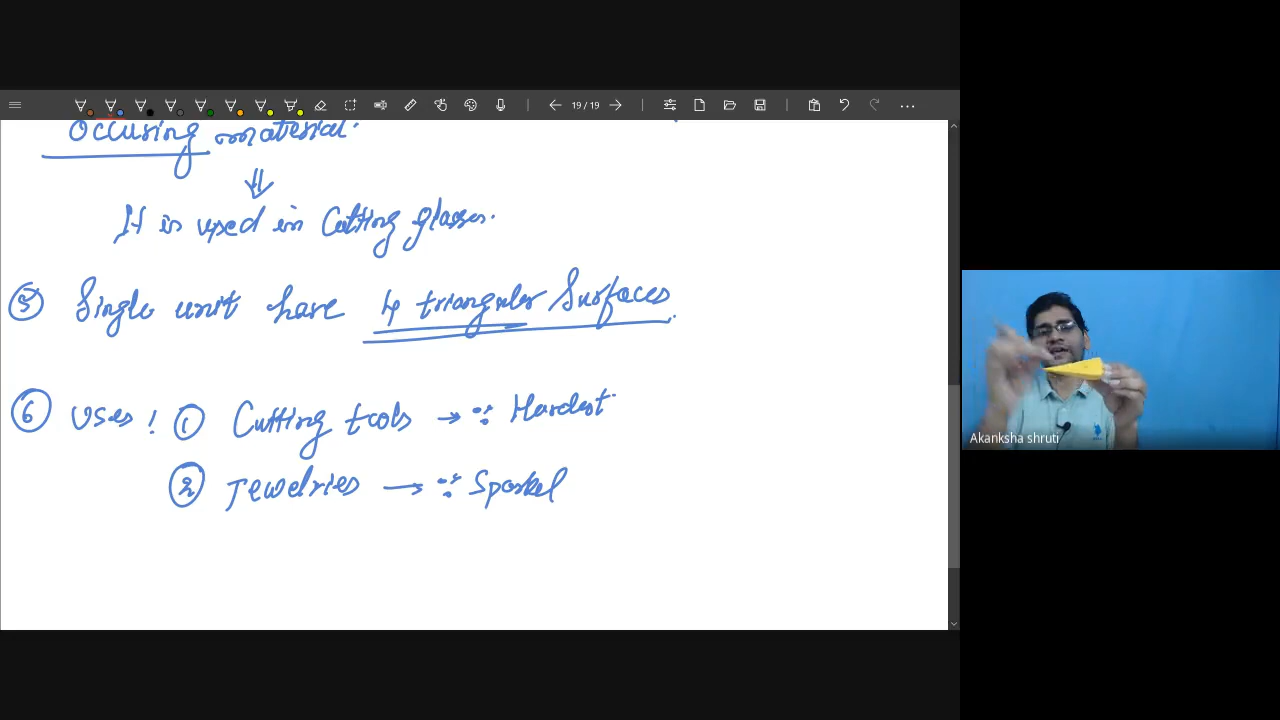 19 / 19
Occuring material.
⇓
It is used in Cutting glasses.
⑤ Single unit have 4 triangular Surfaces.
⑥ Uses: ① Cutting tools → ∵ Hardest
② Jewelries → ∵ Sparkel
Akanksha shruti